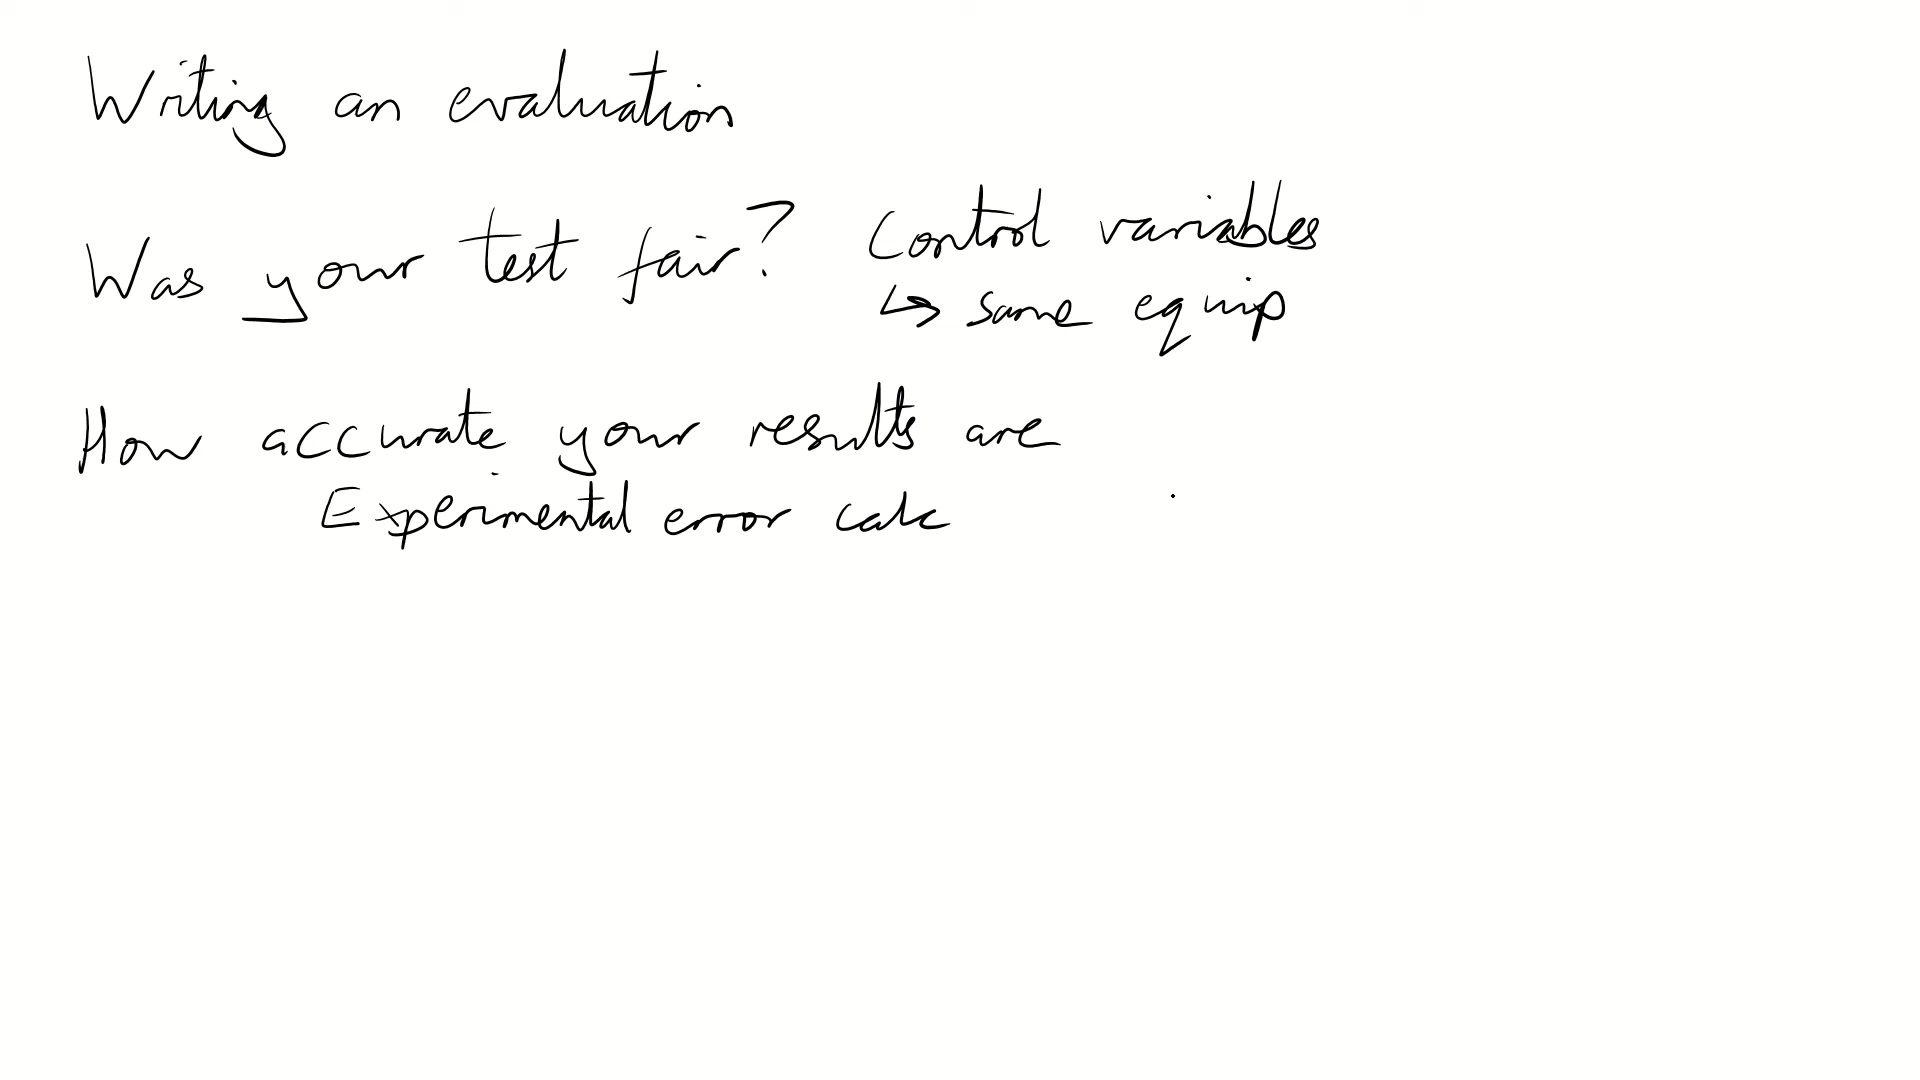 Writing an evaluation
Was your test fair? Control variables
↳ same equip
How accurate your results are
Experimental error calc